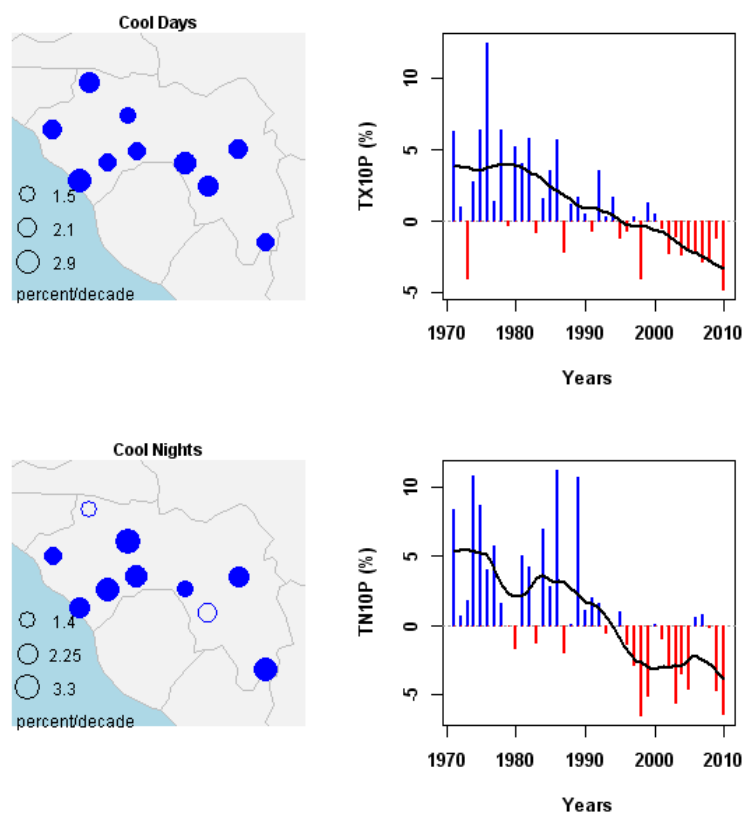 Cool Days
1.5
2.1
2.9
percent/decade
TX10P (%)
10
5
0
-5
1970 1980 1990 2000 2010
Years
Cool Nights
1.4
2.25
3.3
percent/decade
TN10P (%)
10
5
0
-5
1970 1980 1990 2000 2010
Years